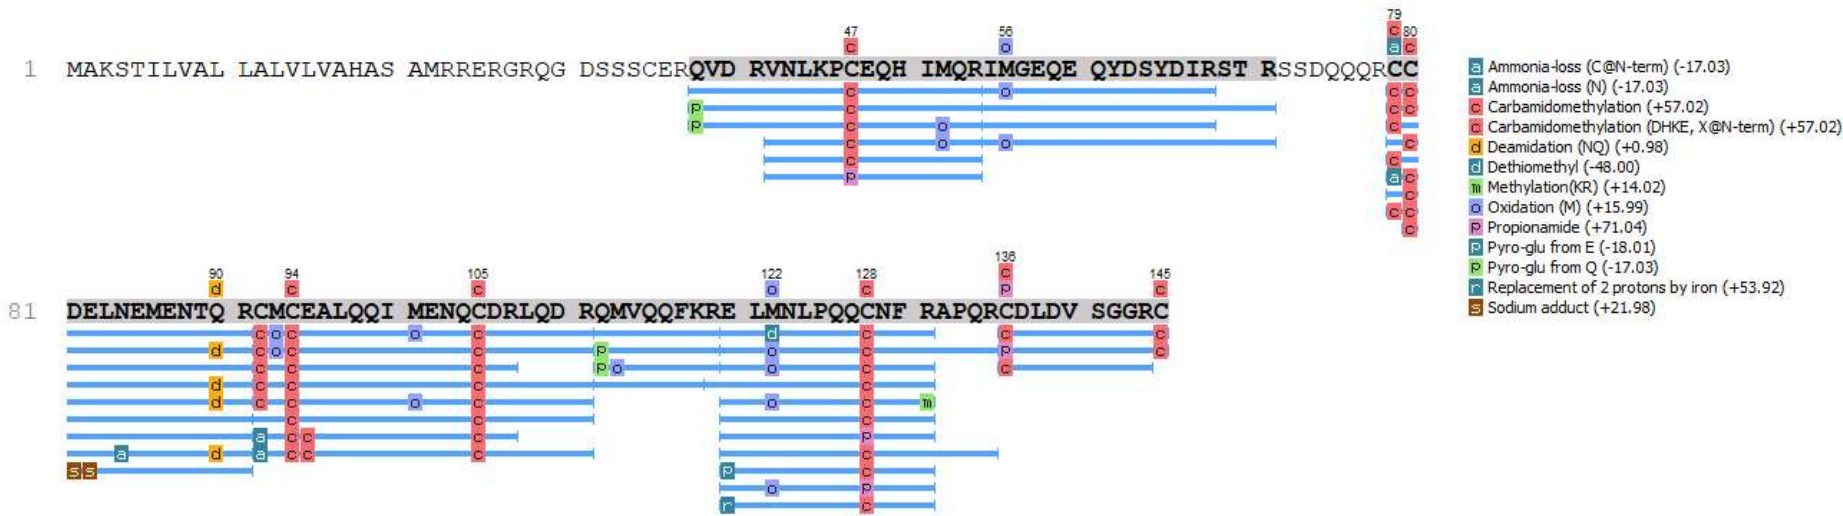 79
47 56 c
c o a c 80
1 MAKSTILVAL LALVLVAHAS AMRRERGRQG DSSSCERQVD RVNLKPCEQH IMQRIMGEQE QYDSYDIRST RSSDQQQRCC
c o c c
p c c c
p c o c
c o o c
c c
p a c
c
c c
c
136
90 94 105 122 128 c 145
d c c o c p c
81 DELNEMENTQ RCMCEALQQI MENQCDRLQD RQMVQQFKRE LMNLPQQCNF RAPQRCDLDV SGGRC
c o c o c d c c c
d c o c c p o c p c
c c c p o o c c
d c c c c
d c c o c o c m
c c c
a c c c p
a d a c c c c
s s p c
o p
r c
a Ammonia-loss (C@N-term) (-17.03)
a Ammonia-loss (N) (-17.03)
c Carbamidomethylation (+57.02)
c Carbamidomethylation (DHKE, X@N-term) (+57.02)
d Deamidation (NQ) (+0.98)
d Dethiomethyl (-48.00)
m Methylation(KR) (+14.02)
o Oxidation (M) (+15.99)
P Propionamide (+71.04)
p Pyro-glu from E (-18.01)
P Pyro-glu from Q (-17.03)
r Replacement of 2 protons by iron (+53.92)
s Sodium adduct (+21.98)